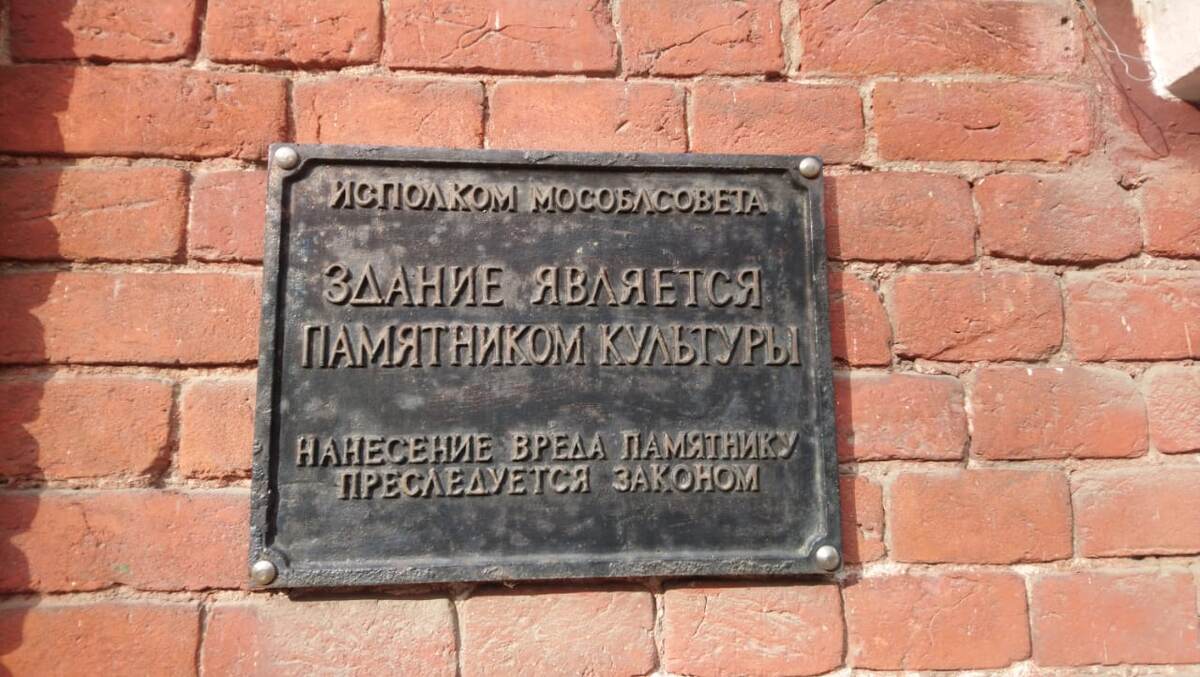 ИСПОЛКОМ МОСОБЛСОВЕТА
ЗДАНИЕ ЯВЛЯЕТСЯ
ПАМЯТНИКОМ КУЛЬТУРЫ
НАНЕСЕНИЕ ВРЕДА ПАМЯТНИКУ
ПРЕСЛЕДУЕТСЯ ЗАКОНОМ